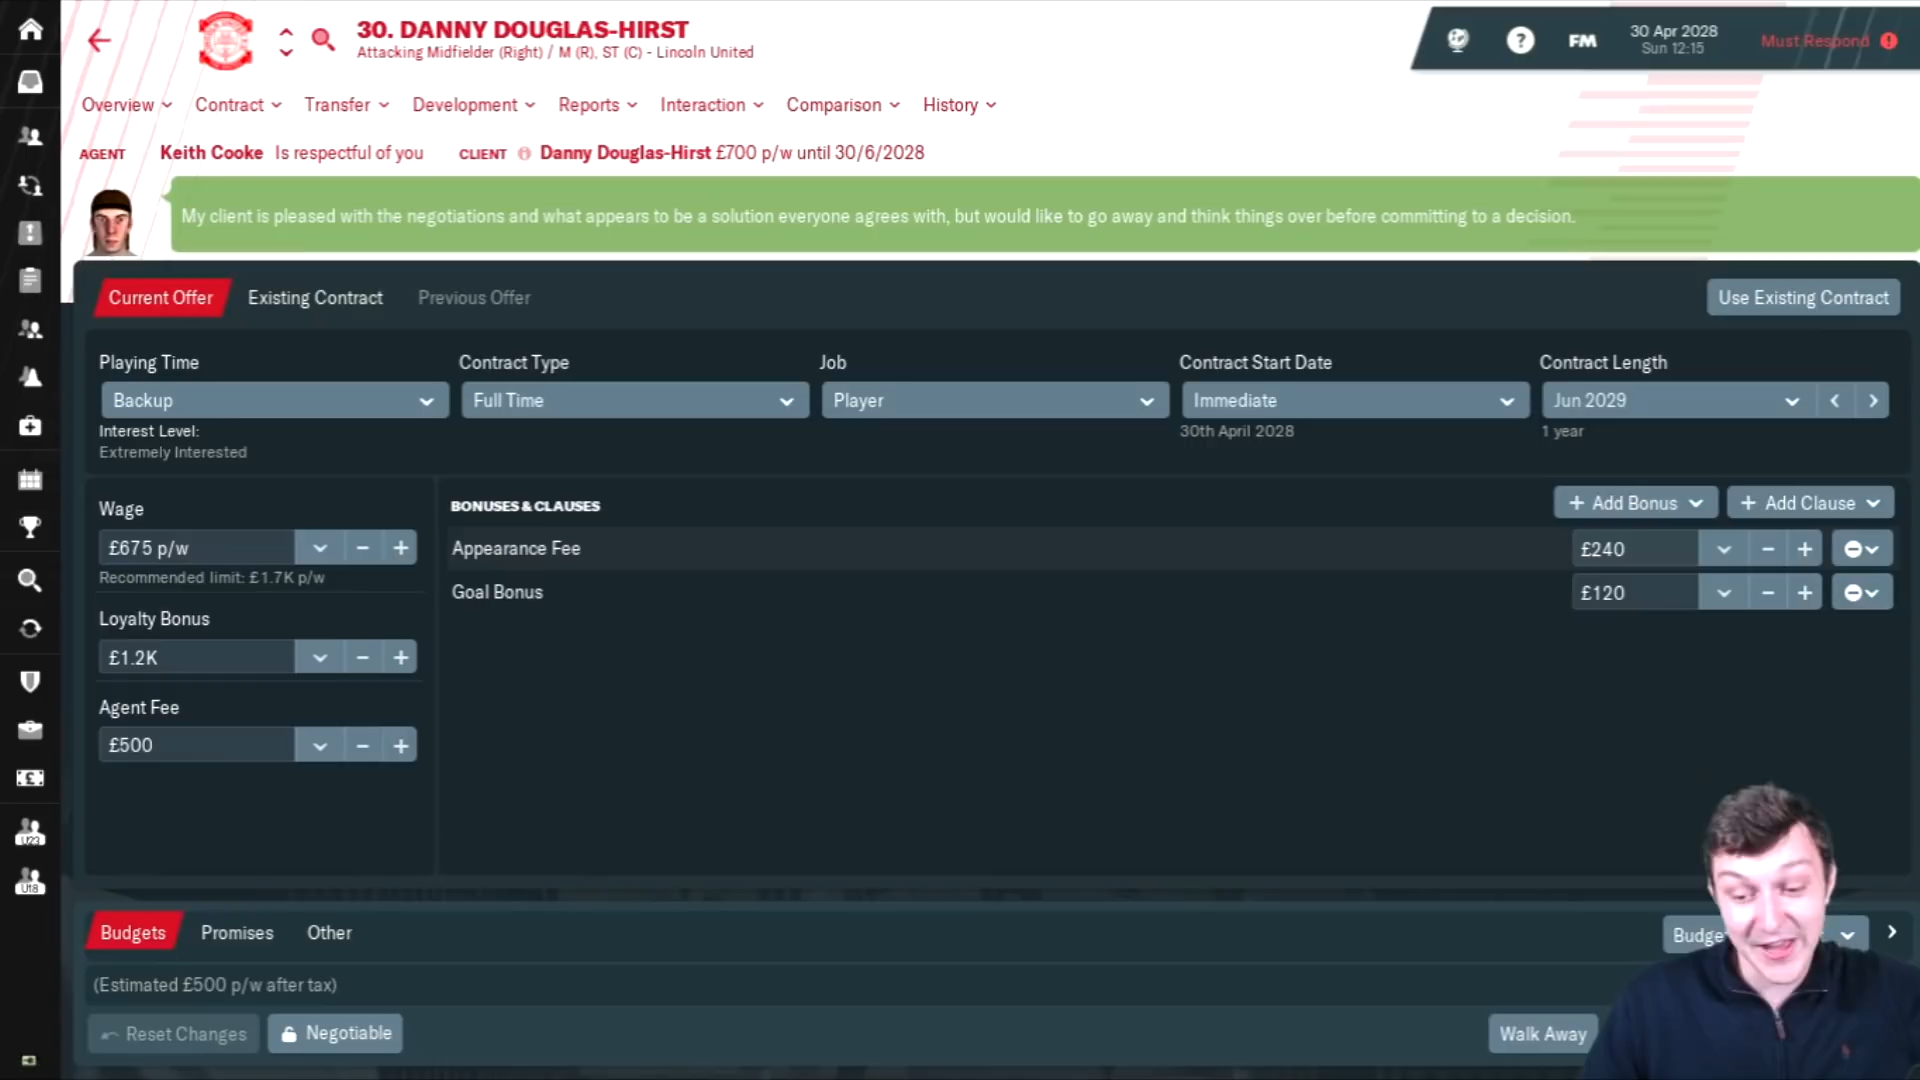 30. DANNY DOUGLAS-HIRST
Attacking Midfielder (Right) / M (R), ST (C) - Lincoln United
FM
30 Apr 2028
Sun 12:15
Must Respond
Overview
Contract
Transfer
Development
Reports
Interaction
Comparison
History
AGENT Keith Cooke Is respectful of you CLIENT Danny Douglas-Hirst £700 p/w until 30/6/2028
My client is pleased with the negotiations and what appears to be a solution everyone agrees with, but would like to go away and think things over before committing to a decision.
Current Offer
Existing Contract
Previous Offer
Use Existing Contract
Playing Time
Contract Type
Job
Contract Start Date
Contract Length
Backup
Full Time
Player
Immediate
Jun 2029
Interest Level:
Extremely Interested
30th April 2028
1 year
Wage
£675 p/w
Recommended limit: £1.7K p/w
Loyalty Bonus
£1.2K
Agent Fee
£500
BONUSES & CLAUSES
+ Add Bonus
+ Add Clause
Appearance Fee
£240
Goal Bonus
£120
U23
U18
Budgets
Promises
Other
(Estimated £500 p/w after tax)
Reset Changes
Negotiable
Walk Away